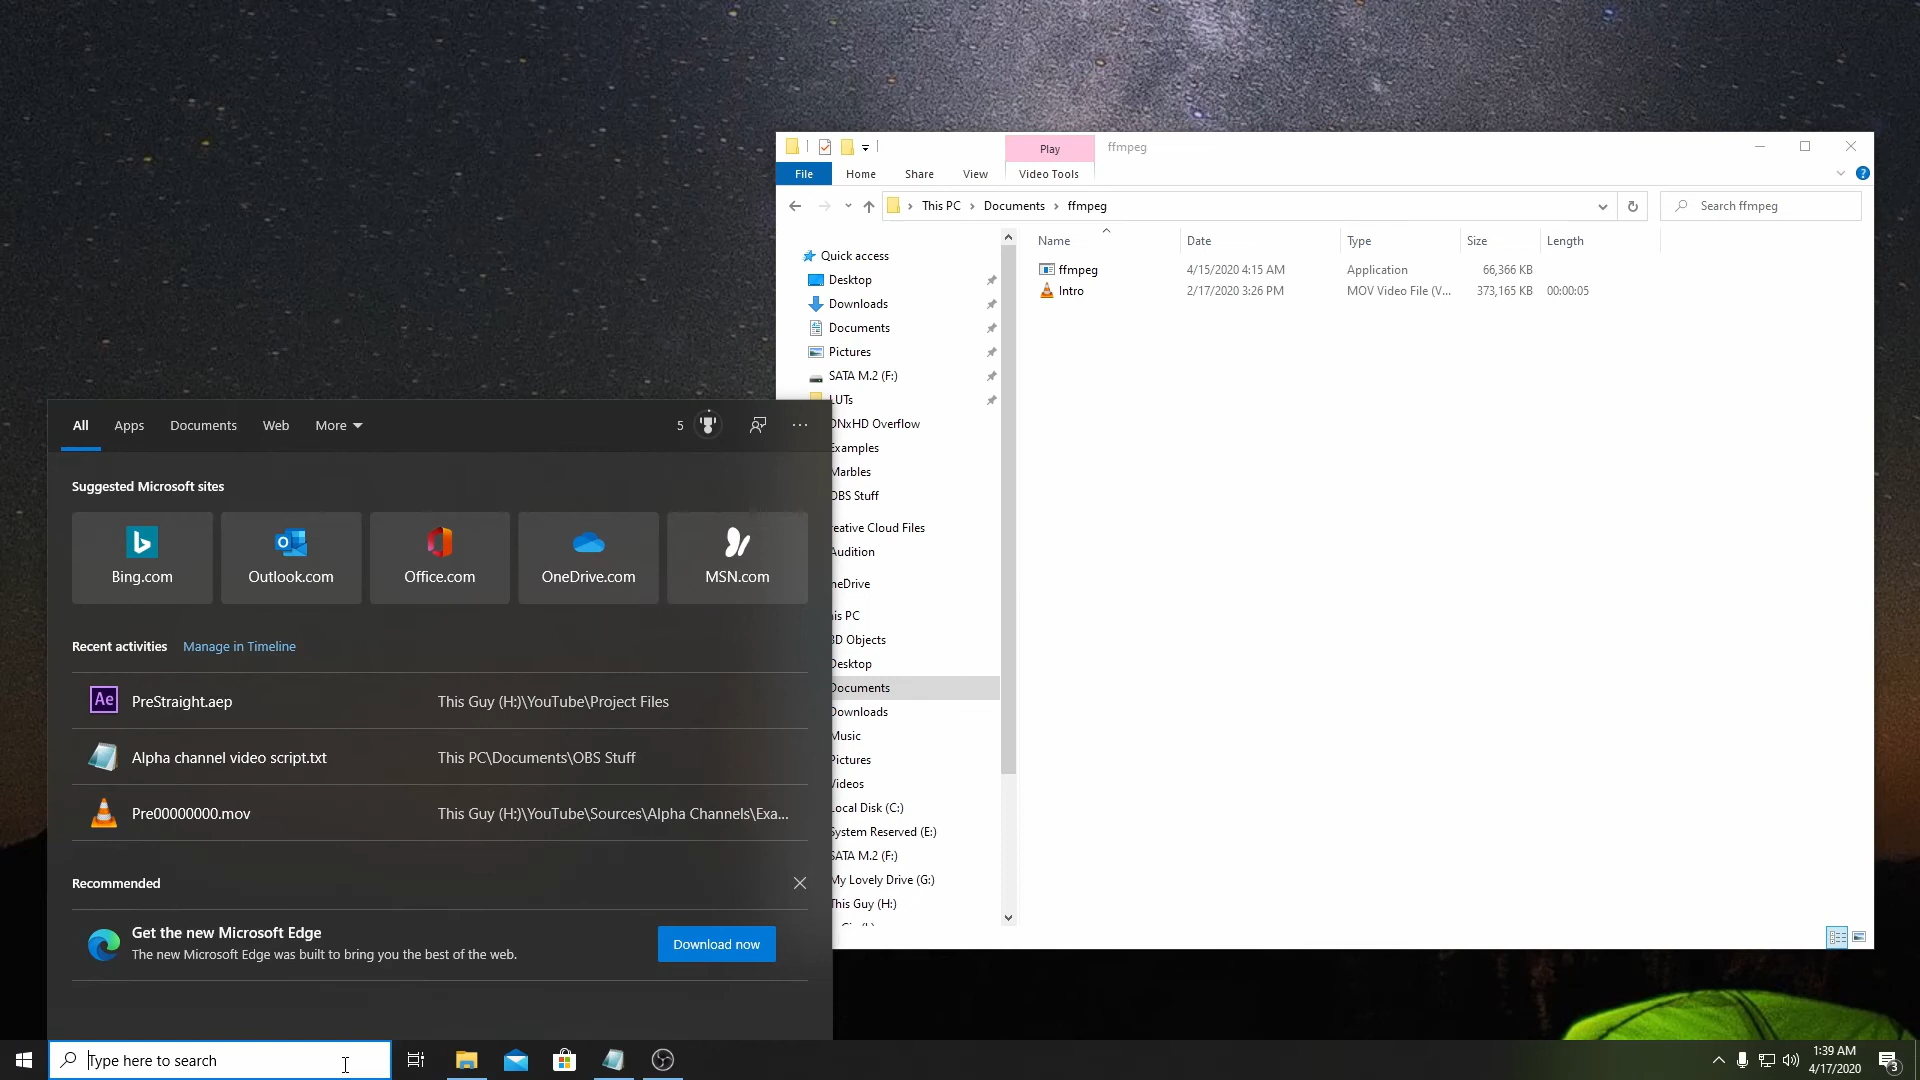 Play
ffmpeg
File
Home
Share
View
Video Tools
This PC
Documents
ffmpeg
Search ffmpeg
Name
Date
Type
Size
Length
ffmpeg
4/15/2020 4:15 AM
Application
66,366 KB
Intro
2/17/2020 3:26 PM
MOV Video File (V...
373,165 KB
00:00:05
Quick access
Desktop
Downloads
Documents
Pictures
SATA M.2 (F:)
LUTs
DNxHD Overflow
Examples
Marbles
OBS Stuff
reative Cloud Files
Audition
neDrive
his PC
3D Objects
Desktop
Documents
Downloads
Music
Pictures
Videos
Local Disk (C:)
System Reserved (E:)
SATA M.2 (F:)
My Lovely Drive (G:)
This Guy (H:)
All
Apps
Documents
Web
More
5
Suggested Microsoft sites
Bing.com
Outlook.com
Office.com
OneDrive.com
MSN.com
Recent activities
Manage in Timeline
Ae
PreStraight.aep
This Guy (H:)\YouTube\Project Files
Alpha channel video script.txt
This PC\Documents\OBS Stuff
Pre00000000.mov
This Guy (H:)\YouTube\Sources\Alpha Channels\Exa...
Recommended
Get the new Microsoft Edge
The new Microsoft Edge was built to bring you the best of the web.
Download now
Type here to search
1:39 AM
4/17/2020
3